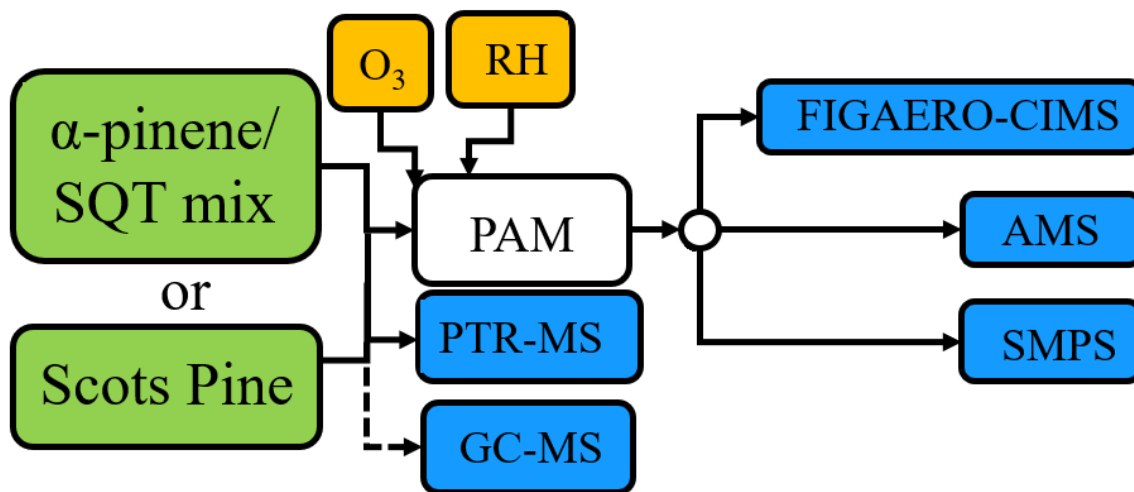 O₃
RH
α-pinene/
SQT mix
or
Scots Pine
PAM
PTR-MS
GC-MS
FIGAERO-CIMS
AMS
SMPS